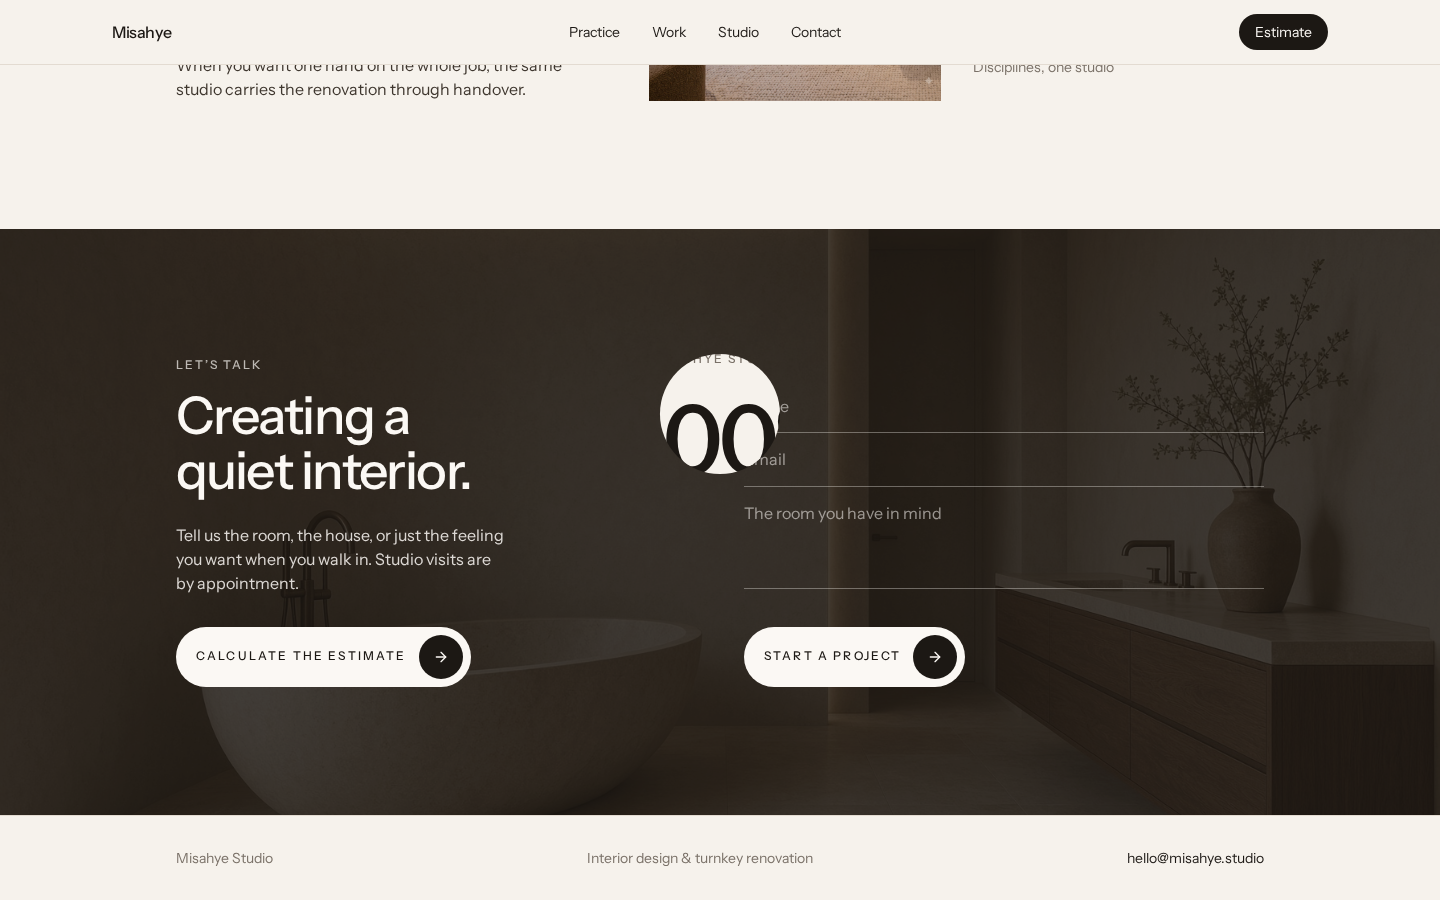 Misahye
Practice
Work
Studio
Contact
Estimate
When you want one hand on the whole job, the same
studio carries the renovation through handover.
Disciplines, one studio
LET'S TALK
Creating a
quiet interior.
Tell us the room, the house, or just the feeling
you want when you walk in. Studio visits are
by appointment.
CALCULATE THE ESTIMATE
00
The room you have in mind
START A PROJECT
Misahye Studio
Interior design & turnkey renovation
hello@misahye.studio